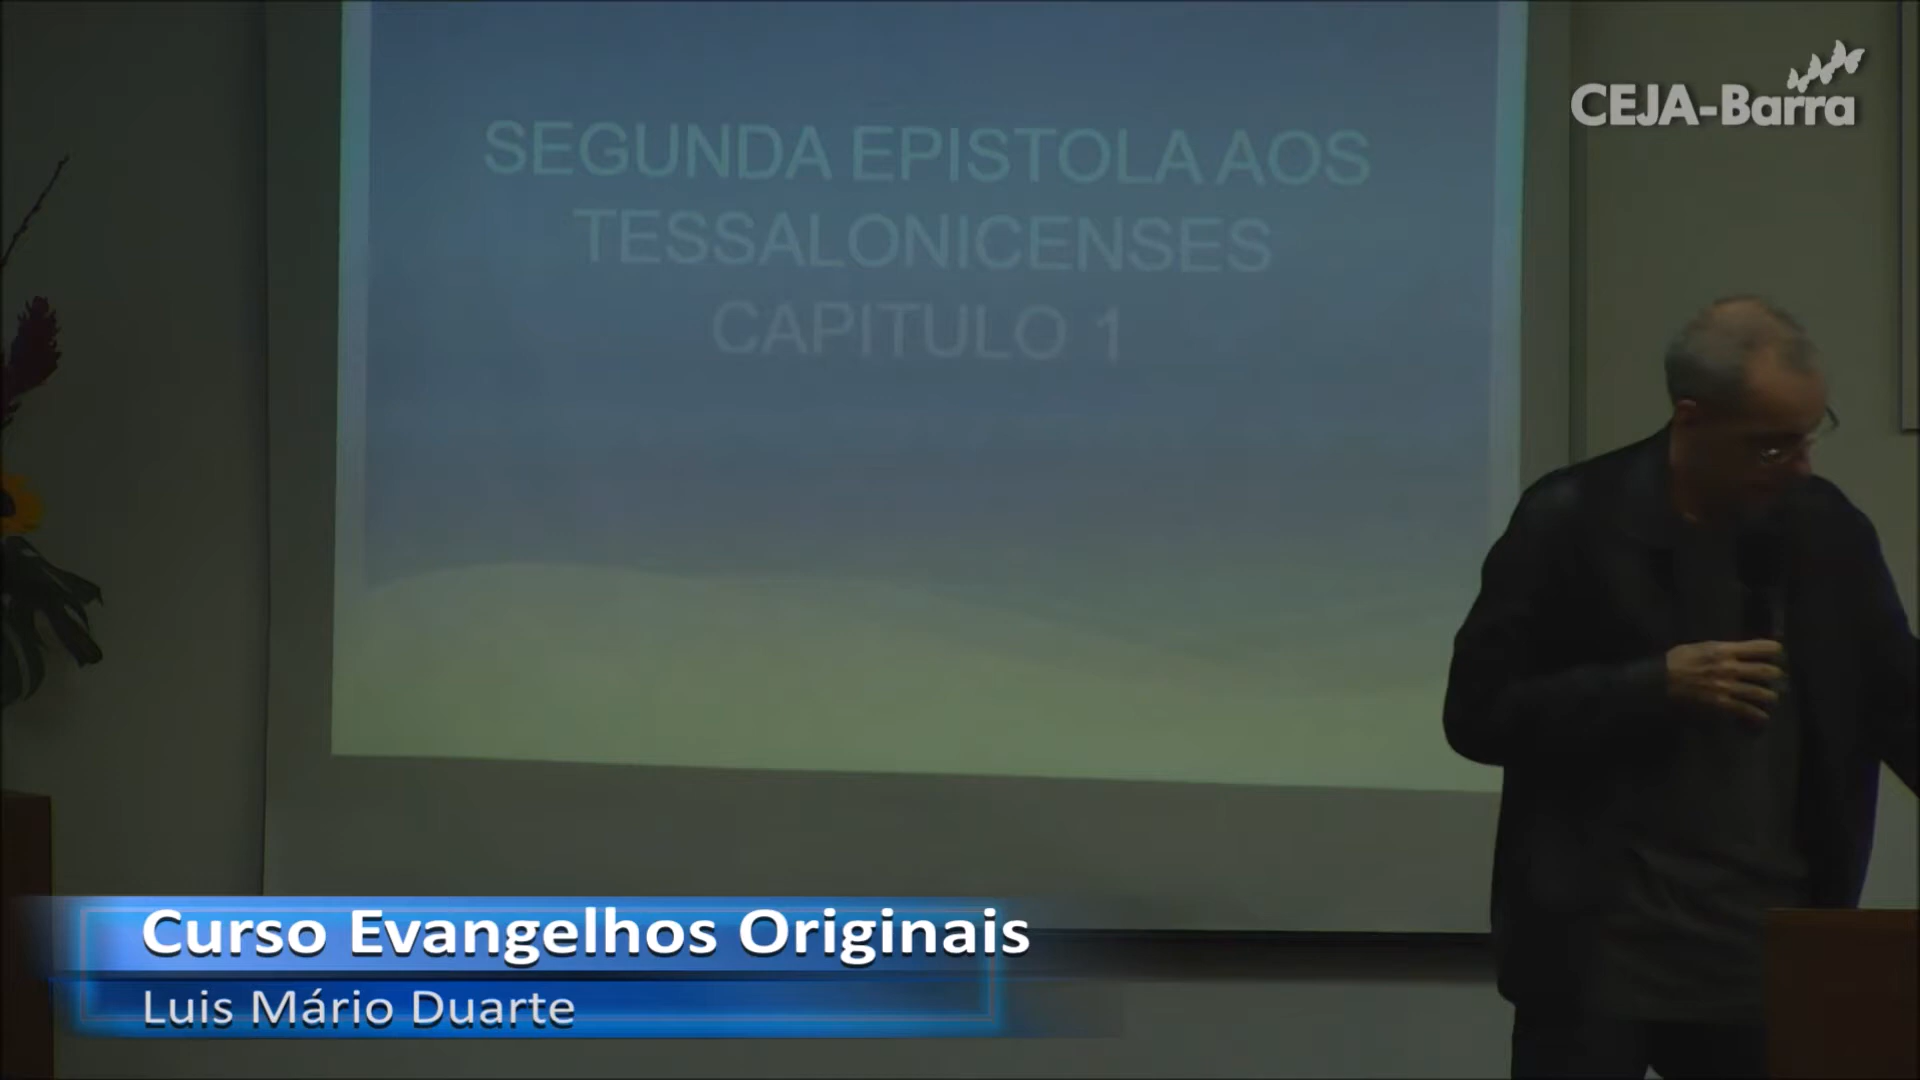 CEJA-Barra
SEGUNDA EPISTOLA AOS
TESSALONICENSES
CAPITULO 1
Curso Evangelhos Originais
Luis Mário Duarte